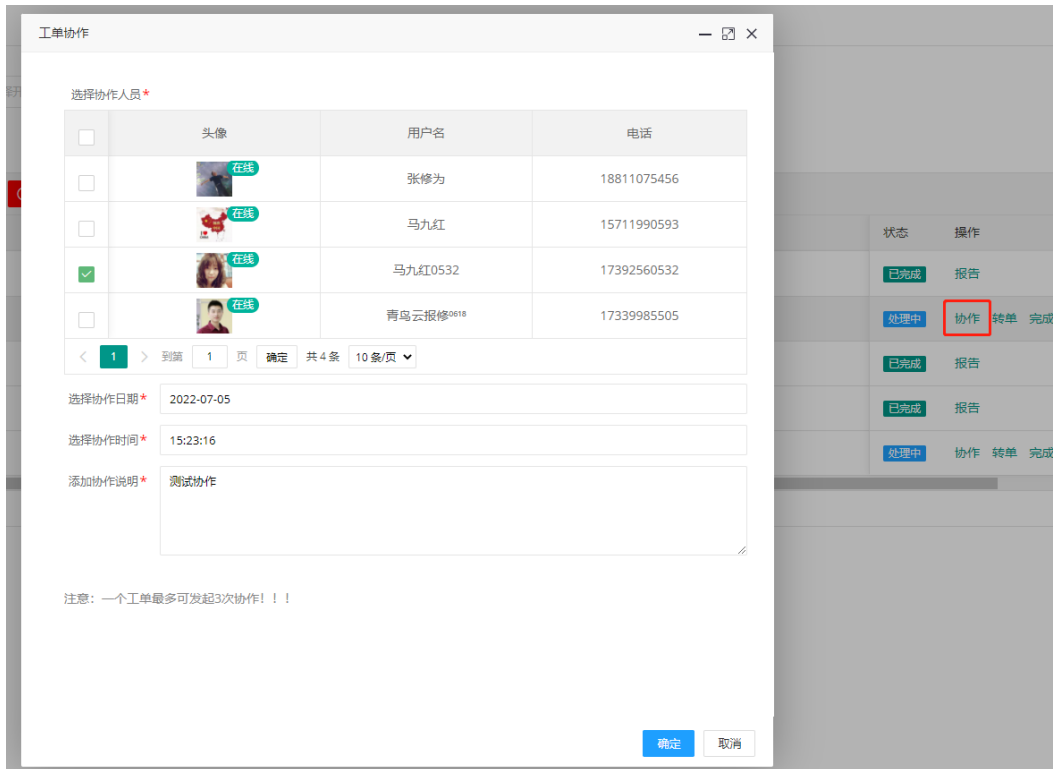 工单协作
选择协作人员*
头像 用户名 电话
在线 张修为 18811075456
在线 马九红 15711990593
在线 马九红0532 17392560532
在线 青鸟云报修0618 17339985505
1 到第 1 页 确定 共4条 10条/页
选择协作日期* 2022-07-05
选择协作时间* 15:23:16
添加协作说明* 测试协作
注意：一个工单最多可发起3次协作！！！
确定 取消
状态 操作
已完成 报告
处理中 协作 转单 完成
已完成 报告
已完成 报告
处理中 协作 转单 完成